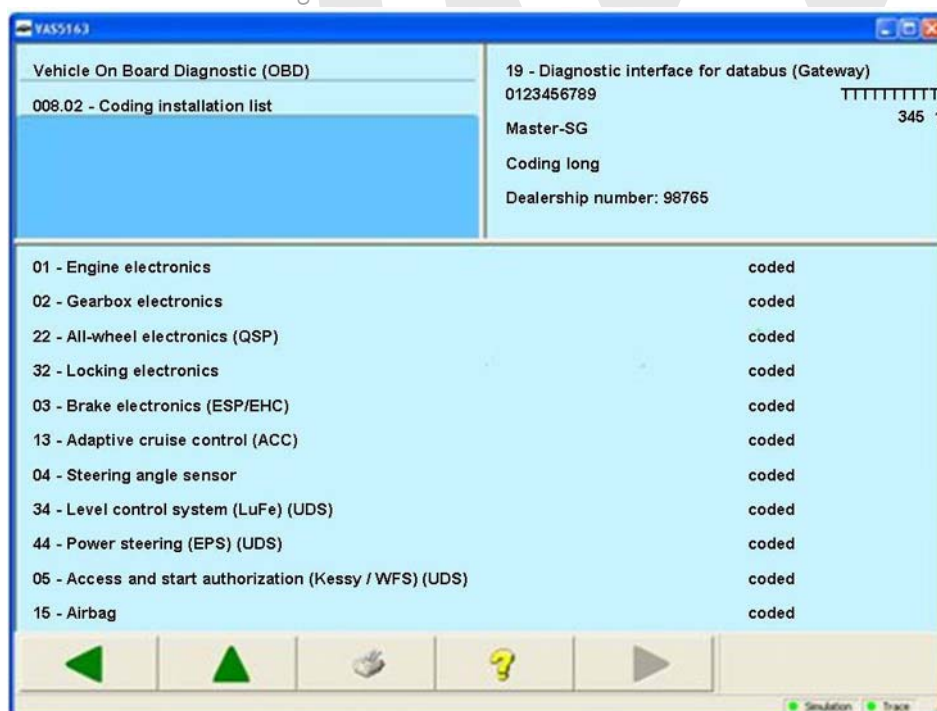 VAS5163
Vehicle On Board Diagnostic (OBD)
008.02 - Coding installation list
19 - Diagnostic interface for databus (Gateway)
0123456789 TTTTTTTTTT
345
Master-SG
Coding long
Dealership number: 98765
01 - Engine electronics coded
02 - Gearbox electronics coded
22 - All-wheel electronics (QSP) coded
32 - Locking electronics coded
03 - Brake electronics (ESP/EHC) coded
13 - Adaptive cruise control (ACC) coded
04 - Steering angle sensor coded
34 - Level control system (LuFe) (UDS) coded
44 - Power steering (EPS) (UDS) coded
05 - Access and start authorization (Kessy / WFS) (UDS) coded
15 - Airbag coded
?
Simulation Trace